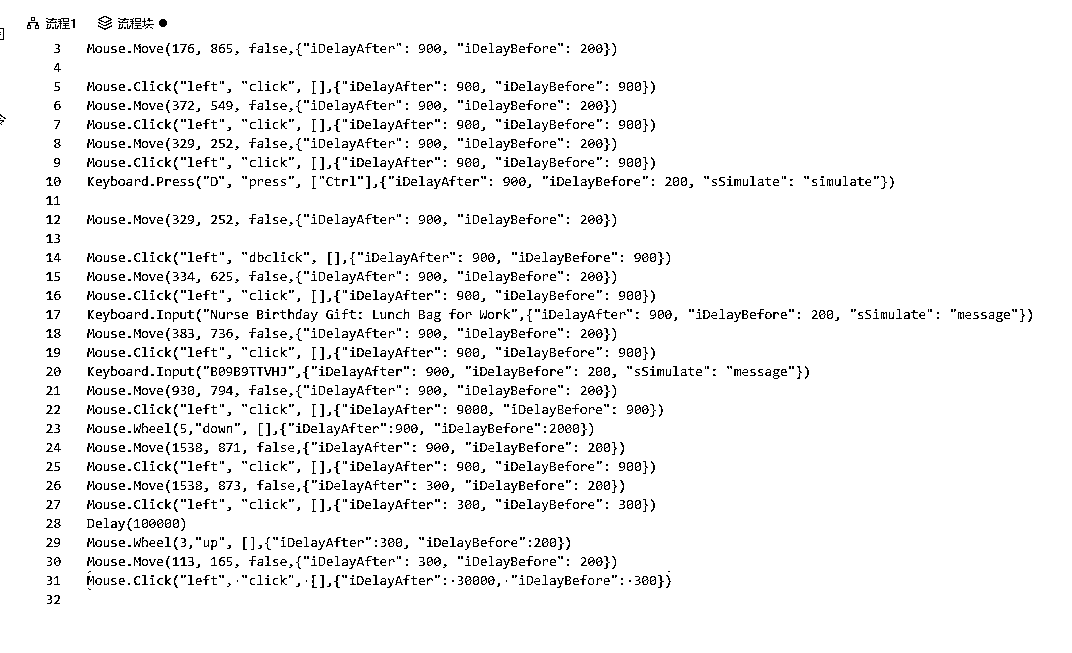 流程1 流程块
3 Mouse.Move(176, 865, false,{"iDelayAfter": 900, "iDelayBefore": 200})
4
5 Mouse.Click("left", "click", [],{"iDelayAfter": 900, "iDelayBefore": 900})
6 Mouse.Move(372, 549, false,{"iDelayAfter": 900, "iDelayBefore": 200})
7 Mouse.Click("left", "click", [],{"iDelayAfter": 900, "iDelayBefore": 900})
8 Mouse.Move(329, 252, false,{"iDelayAfter": 900, "iDelayBefore": 200})
9 Mouse.Click("left", "click", [],{"iDelayAfter": 900, "iDelayBefore": 900})
10 Keyboard.Press("D", "press", ["Ctrl"],{"iDelayAfter": 900, "iDelayBefore": 200, "sSimulate": "simulate"})
11
12 Mouse.Move(329, 252, false,{"iDelayAfter": 900, "iDelayBefore": 200})
13
14 Mouse.Click("left", "dbclick", [],{"iDelayAfter": 900, "iDelayBefore": 900})
15 Mouse.Move(334, 625, false,{"iDelayAfter": 900, "iDelayBefore": 200})
16 Mouse.Click("left", "click", [],{"iDelayAfter": 900, "iDelayBefore": 900})
17 Keyboard.Input("Nurse Birthday Gift: Lunch Bag for Work",{"iDelayAfter": 900, "iDelayBefore": 200, "sSimulate": "message"})
18 Mouse.Move(383, 736, false,{"iDelayAfter": 900, "iDelayBefore": 200})
19 Mouse.Click("left", "click", [],{"iDelayAfter": 900, "iDelayBefore": 900})
20 Keyboard.Input("B09B9TTVHJ",{"iDelayAfter": 900, "iDelayBefore": 200, "sSimulate": "message"})
21 Mouse.Move(930, 794, false,{"iDelayAfter": 900, "iDelayBefore": 200})
22 Mouse.Click("left", "click", [],{"iDelayAfter": 9000, "iDelayBefore": 900})
23 Mouse.Wheel(5,"down", [],{"iDelayAfter":900, "iDelayBefore":2000})
24 Mouse.Move(1538, 871, false,{"iDelayAfter": 900, "iDelayBefore": 200})
25 Mouse.Click("left", "click", [],{"iDelayAfter": 900, "iDelayBefore": 900})
26 Mouse.Move(1538, 873, false,{"iDelayAfter": 300, "iDelayBefore": 200})
27 Mouse.Click("left", "click", [],{"iDelayAfter": 300, "iDelayBefore": 300})
28 Delay(100000)
29 Mouse.Wheel(3,"up", [],{"iDelayAfter":300, "iDelayBefore":200})
30 Mouse.Move(113, 165, false,{"iDelayAfter": 300, "iDelayBefore": 200})
31 Mouse.Click("left",·"click",·[],{"iDelayAfter":·30000,·"iDelayBefore":·300})
32